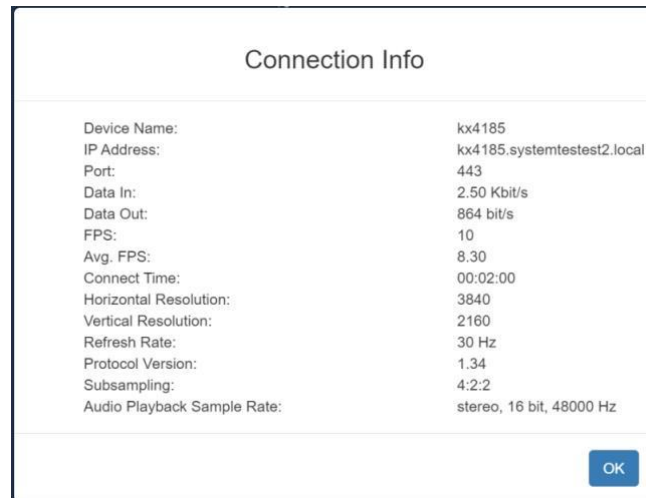 Connection Info
Device Name: kx4185
IP Address: kx4185.systemtestest2.local
Port: 443
Data In: 2.50 Kbit/s
Data Out: 864 bit/s
FPS: 10
Avg. FPS: 8.30
Connect Time: 00:02:00
Horizontal Resolution: 3840
Vertical Resolution: 2160
Refresh Rate: 30 Hz
Protocol Version: 1.34
Subsampling: 4:2:2
Audio Playback Sample Rate: stereo, 16 bit, 48000 Hz
OK